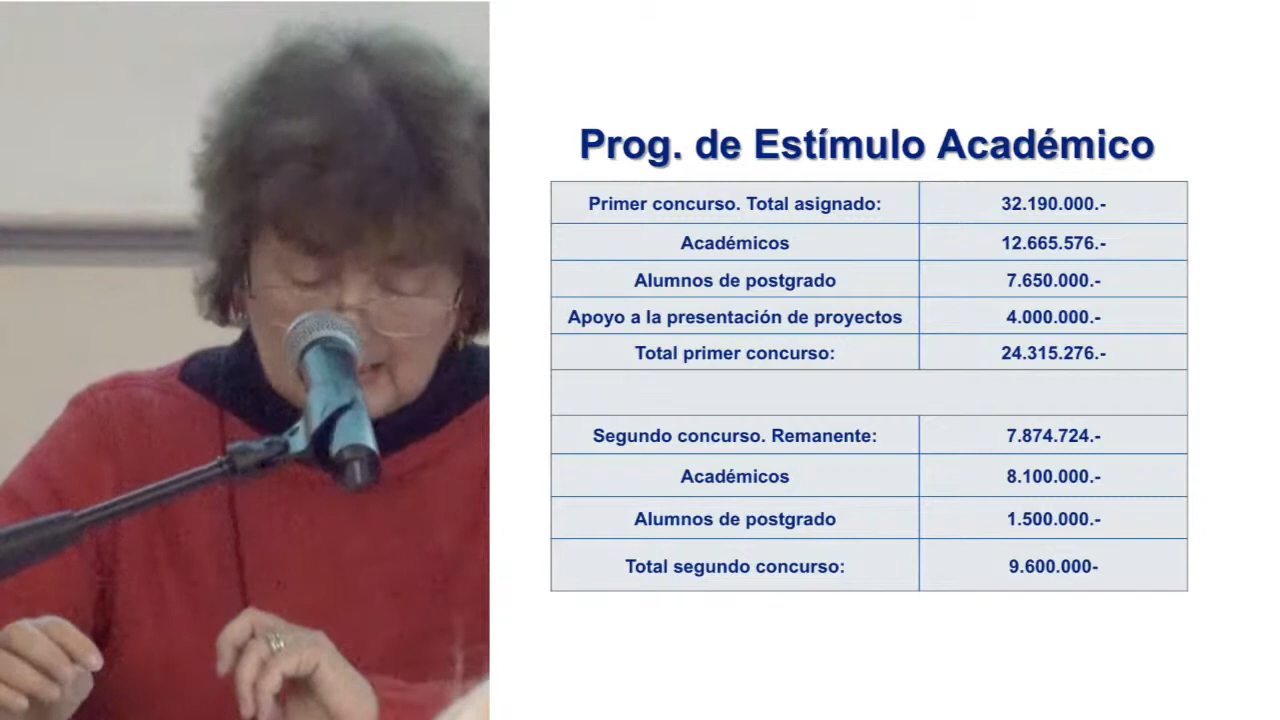 Prog. de Estímulo Académico
Primer concurso. Total asignado: 32.190.000.-
Académicos 12.665.576.-
Alumnos de postgrado 7.650.000.-
Apoyo a la presentación de proyectos 4.000.000.-
Total primer concurso: 24.315.276.-
Segundo concurso. Remanente: 7.874.724.-
Académicos 8.100.000.-
Alumnos de postgrado 1.500.000.-
Total segundo concurso: 9.600.000-